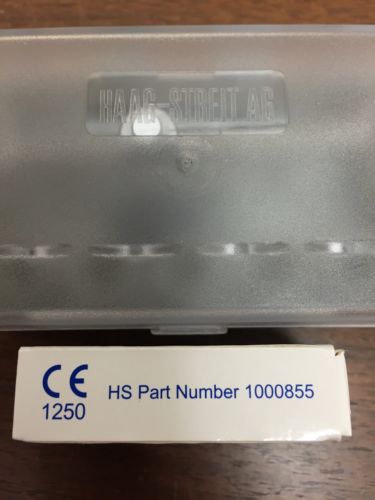 HAAG-STREIT AG
CE
1250
HS Part Number 1000855